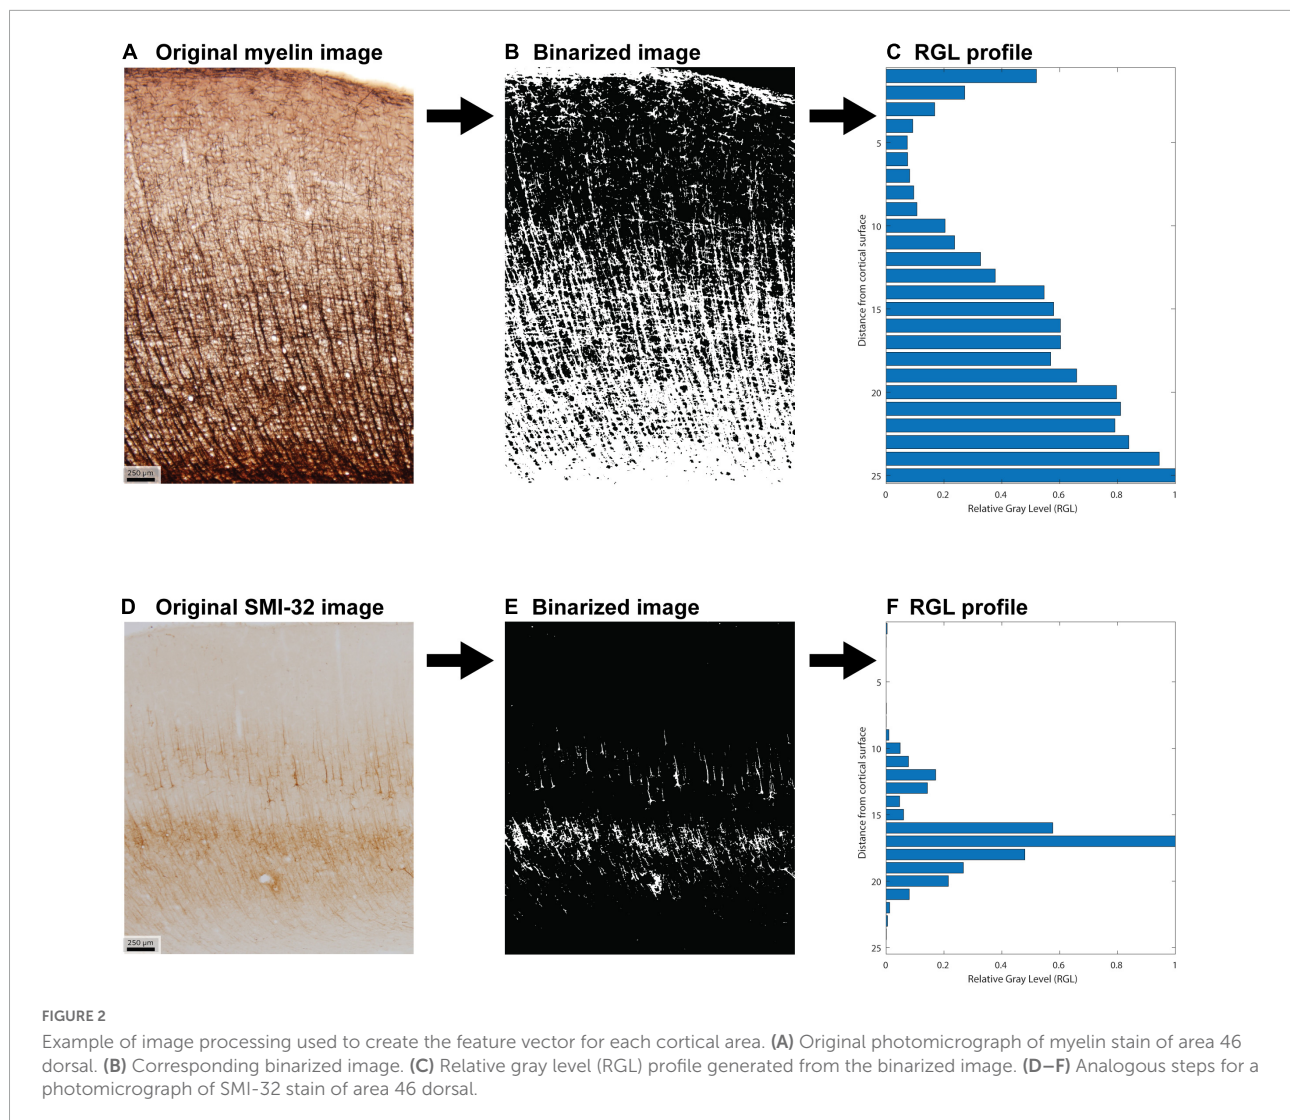 A Original myelin image
B Binarized image
C RGL profile
250 µm
5
10
15
20
25
Distance from cortical surface
0 0.2 0.4 0.6 0.8 1
Relative Gray Level (RGL)
D Original SMI-32 image
E Binarized image
F RGL profile
250 µm
5
10
15
20
25
Distance from cortical surface
0 0.2 0.4 0.6 0.8 1
Relative Gray Level (RGL)
FIGURE 2
Example of image processing used to create the feature vector for each cortical area. (A) Original photomicrograph of myelin stain of area 46
dorsal. (B) Corresponding binarized image. (C) Relative gray level (RGL) profile generated from the binarized image. (D–F) Analogous steps for a
photomicrograph of SMI-32 stain of area 46 dorsal.